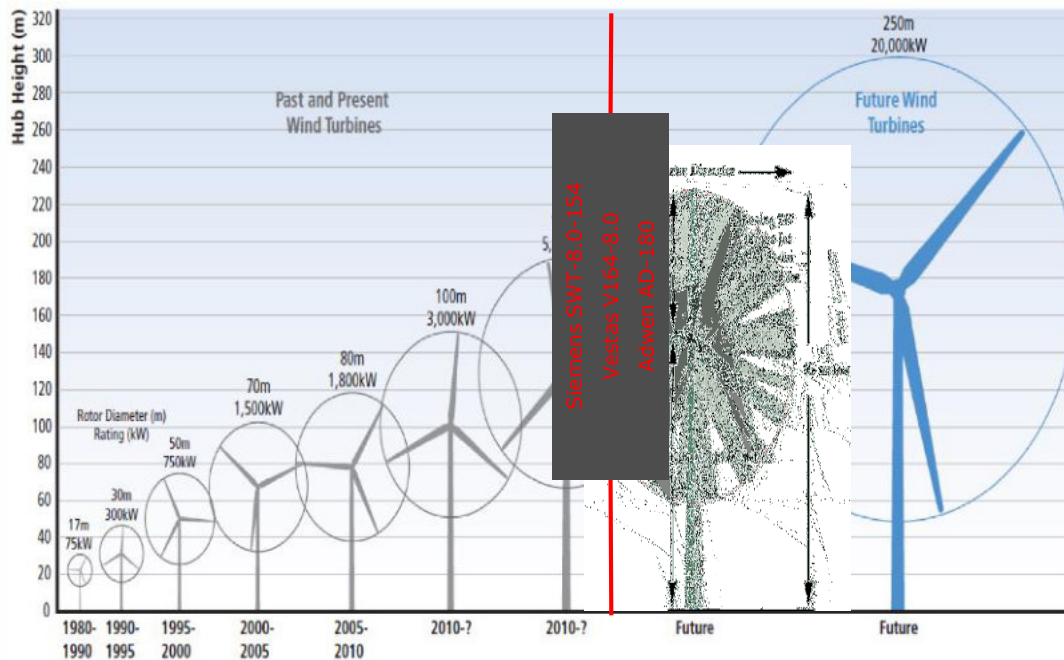 Hub Height (m)
320
300
280
260
240
220
200
180
160
140
120
100
80
60
40
20
0
Past and Present
Wind Turbines
Future Wind
Turbines
250m
20,000kW
Rotor Diameter (m)
Rating (kW)
17m
75kW
30m
300kW
50m
750kW
70m
1,500kW
80m
1,800kW
100m
3,000kW
5,
Siemens SWT-8.0-154
Vestas V164-8.0
Adwen AD-180
Diameter
1980-
1990
1990-
1995
1995-
2000
2000-
2005
2005-
2010
2010-?
2010-?
Future
Future